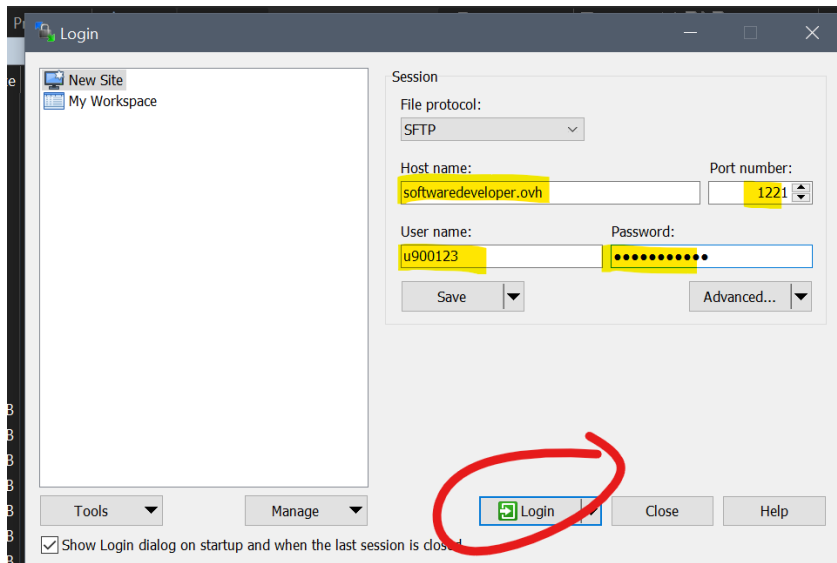 Login
New Site
My Workspace
Session
File protocol:
SFTP
Host name:
Port number:
softwaredeveloper.ovh
1221
User name:
Password:
u900123
●●●●●●●●●●●
Save
Advanced...
Tools
Manage
Login
Close
Help
Show Login dialog on startup and when the last session is closed